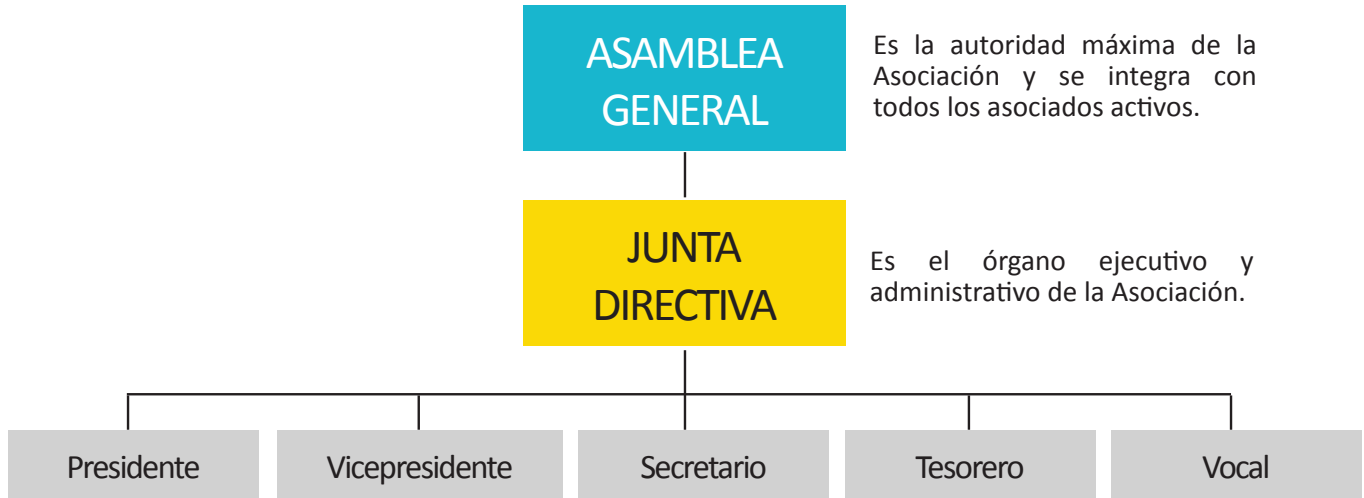 ASAMBLEA
GENERAL
Es la autoridad máxima de la
Asociación y se integra con
todos los asociados activos.
JUNTA
DIRECTIVA
Es el órgano ejecutivo y
administrativo de la Asociación.
Presidente
Vicepresidente
Secretario
Tesorero
Vocal